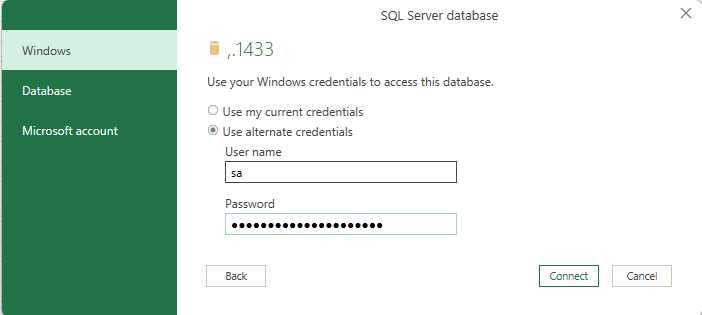 SQL Server database
Windows
Database
Microsoft account
,.1433
Use your Windows credentials to access this database.
Use my current credentials
Use alternate credentials
User name
sa
Password
●●●●●●●●●●●●●●●●●●●●●
Back
Connect
Cancel